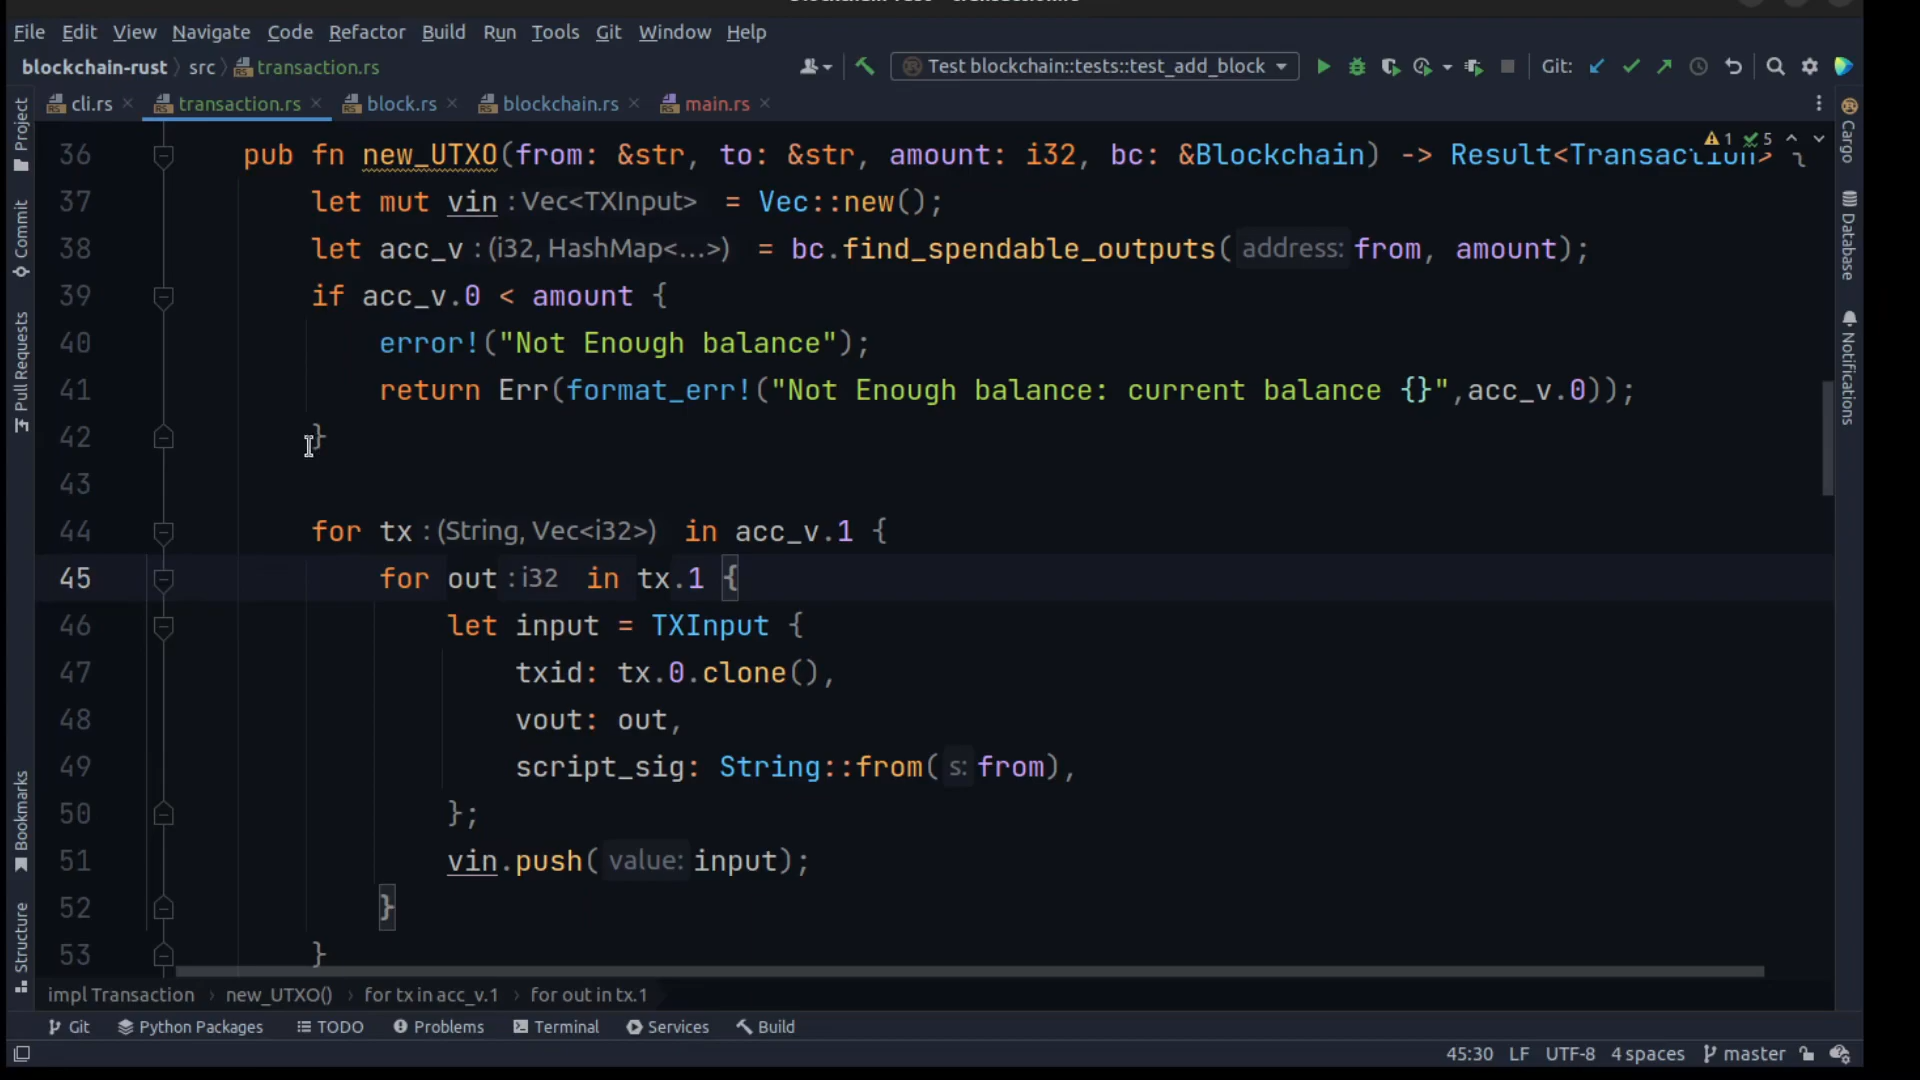 File Edit View Navigate Code Refactor Build Run Tools Git Window Help
blockchain-rust src transaction.rs Test blockchain::tests::test_add_block Git:
cli.rs transaction.rs block.rs blockchain.rs main.rs
1 5
36 pub fn new_UTXO(from: &str, to: &str, amount: i32, bc: &Blockchain) -> Result<Transaction> {
37 let mut vin : Vec<TXInput> = Vec::new();
38 let acc_v : (i32, HashMap<...>) = bc.find_spendable_outputs( address: from, amount);
39 if acc_v.0 < amount {
40 error!("Not Enough balance");
41 return Err(format_err!("Not Enough balance: current balance {}",acc_v.0));
42 }
43
44 for tx : (String, Vec<i32>) in acc_v.1 {
45 for out : i32 in tx.1 {
46 let input = TXInput {
47 txid: tx.0.clone(),
48 vout: out,
49 script_sig: String::from( s: from),
50 };
51 vin.push( value: input);
52 }
53 }
impl Transaction new_UTXO() for tx in acc_v.1 for out in tx.1
Git Python Packages TODO Problems Terminal Services Build
45:30 LF UTF-8 4 spaces master
Project
Commit
Pull Requests
Bookmarks
Structure
Cargo
Database
Notifications